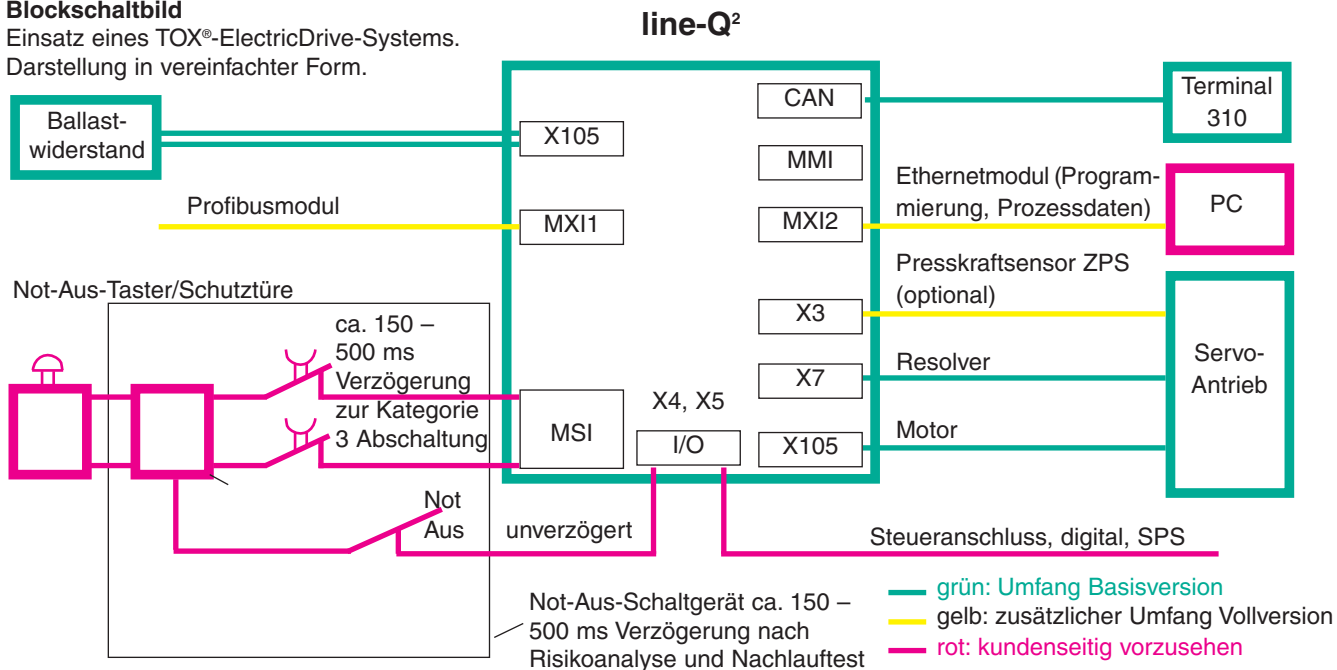 Blockschaltbild
Einsatz eines TOX®-ElectricDrive-Systems.
Darstellung in vereinfachter Form.
line-Q²
Ballast-
widerstand
X105
CAN
Terminal
310
MMI
Profibusmodul
MXI1
Ethernetmodul (Program-
mierung, Prozessdaten)
MXI2
PC
Presskraftsensor ZPS
(optional)
X3
Not-Aus-Taster/Schutztüre
ca. 150 –
500 ms
Verzögerung
zur Kategorie
3 Abschaltung
MSI
X4, X5
I/O
Resolver
X7
Servo-
Antrieb
Motor
X105
Not
Aus
unverzögert
Steueranschluss, digital, SPS
Not-Aus-Schaltgerät ca. 150 –
500 ms Verzögerung nach
Risikoanalyse und Nachlauftest
grün: Umfang Basisversion
gelb: zusätzlicher Umfang Vollversion
rot: kundenseitig vorzusehen